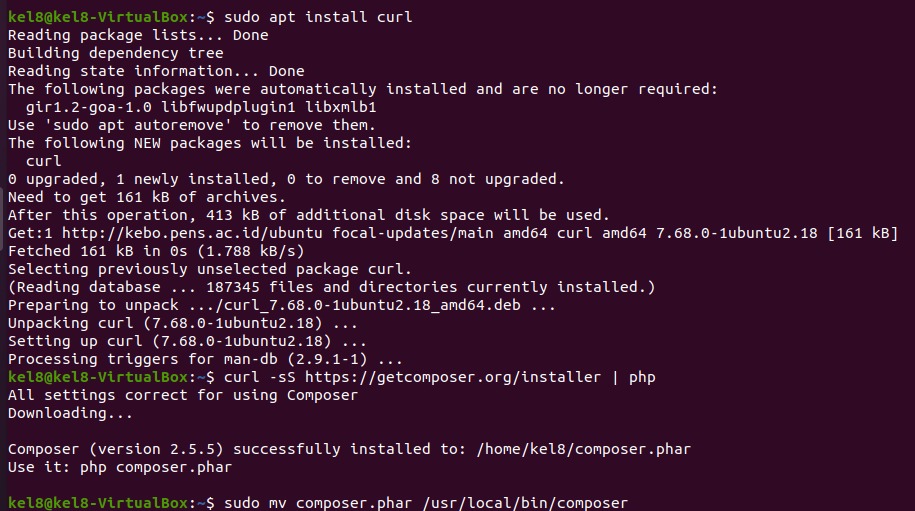 kel8@kel8-VirtualBox:~$ sudo apt install curl
Reading package lists... Done
Building dependency tree
Reading state information... Done
The following packages were automatically installed and are no longer required:
  gir1.2-goa-1.0 libfwupdplugin1 libxmlb1
Use 'sudo apt autoremove' to remove them.
The following NEW packages will be installed:
  curl
0 upgraded, 1 newly installed, 0 to remove and 8 not upgraded.
Need to get 161 kB of archives.
After this operation, 413 kB of additional disk space will be used.
Get:1 http://kebo.pens.ac.id/ubuntu focal-updates/main amd64 curl amd64 7.68.0-1ubuntu2.18 [161 kB]
Fetched 161 kB in 0s (1.788 kB/s)
Selecting previously unselected package curl.
(Reading database ... 187345 files and directories currently installed.)
Preparing to unpack .../curl_7.68.0-1ubuntu2.18_amd64.deb ...
Unpacking curl (7.68.0-1ubuntu2.18) ...
Setting up curl (7.68.0-1ubuntu2.18) ...
Processing triggers for man-db (2.9.1-1) ...
kel8@kel8-VirtualBox:~$ curl -sS https://getcomposer.org/installer | php
All settings correct for using Composer
Downloading...

Composer (version 2.5.5) successfully installed to: /home/kel8/composer.phar
Use it: php composer.phar

kel8@kel8-VirtualBox:~$ sudo mv composer.phar /usr/local/bin/composer